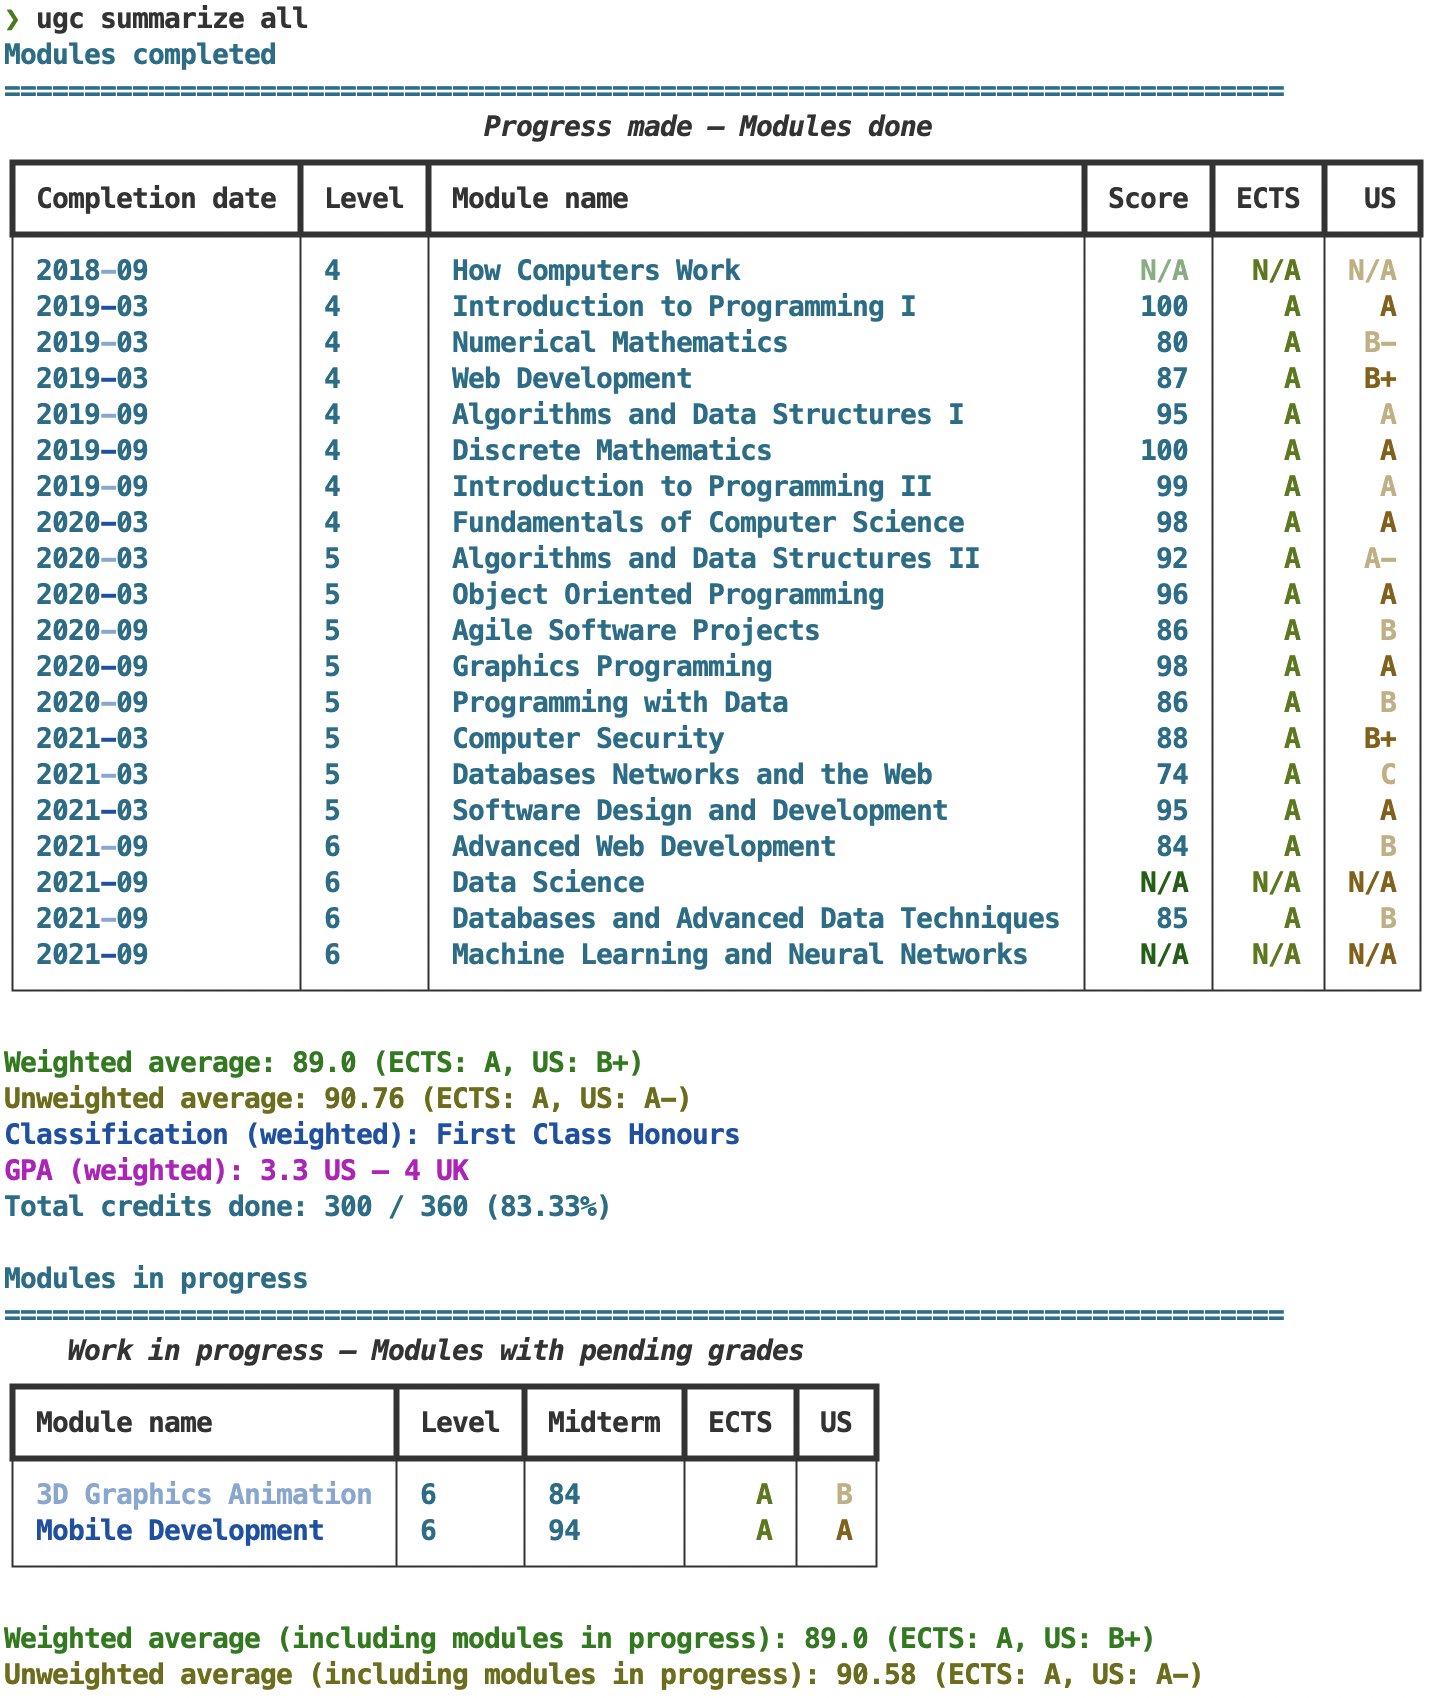 ❯ ugc summarize all
Modules completed
================================================================================
Progress made — Modules done
Completion date Level Module name Score ECTS US
2018-09 4 How Computers Work N/A N/A N/A
2019-03 4 Introduction to Programming I 100 A A
2019-03 4 Numerical Mathematics 80 A B-
2019-03 4 Web Development 87 A B+
2019-09 4 Algorithms and Data Structures I 95 A A
2019-09 4 Discrete Mathematics 100 A A
2019-09 4 Introduction to Programming II 99 A A
2020-03 4 Fundamentals of Computer Science 98 A A
2020-03 5 Algorithms and Data Structures II 92 A A-
2020-03 5 Object Oriented Programming 96 A A
2020-09 5 Agile Software Projects 86 A B
2020-09 5 Graphics Programming 98 A A
2020-09 5 Programming with Data 86 A B
2021-03 5 Computer Security 88 A B+
2021-03 5 Databases Networks and the Web 74 A C
2021-03 5 Software Design and Development 95 A A
2021-09 6 Advanced Web Development 84 A B
2021-09 6 Data Science N/A N/A N/A
2021-09 6 Databases and Advanced Data Techniques 85 A B
2021-09 6 Machine Learning and Neural Networks N/A N/A N/A
Weighted average: 89.0 (ECTS: A, US: B+)
Unweighted average: 90.76 (ECTS: A, US: A-)
Classification (weighted): First Class Honours
GPA (weighted): 3.3 US – 4 UK
Total credits done: 300 / 360 (83.33%)
Modules in progress
================================================================================
Work in progress — Modules with pending grades
Module name Level Midterm ECTS US
3D Graphics Animation 6 84 A B
Mobile Development 6 94 A A
Weighted average (including modules in progress): 89.0 (ECTS: A, US: B+)
Unweighted average (including modules in progress): 90.58 (ECTS: A, US: A-)